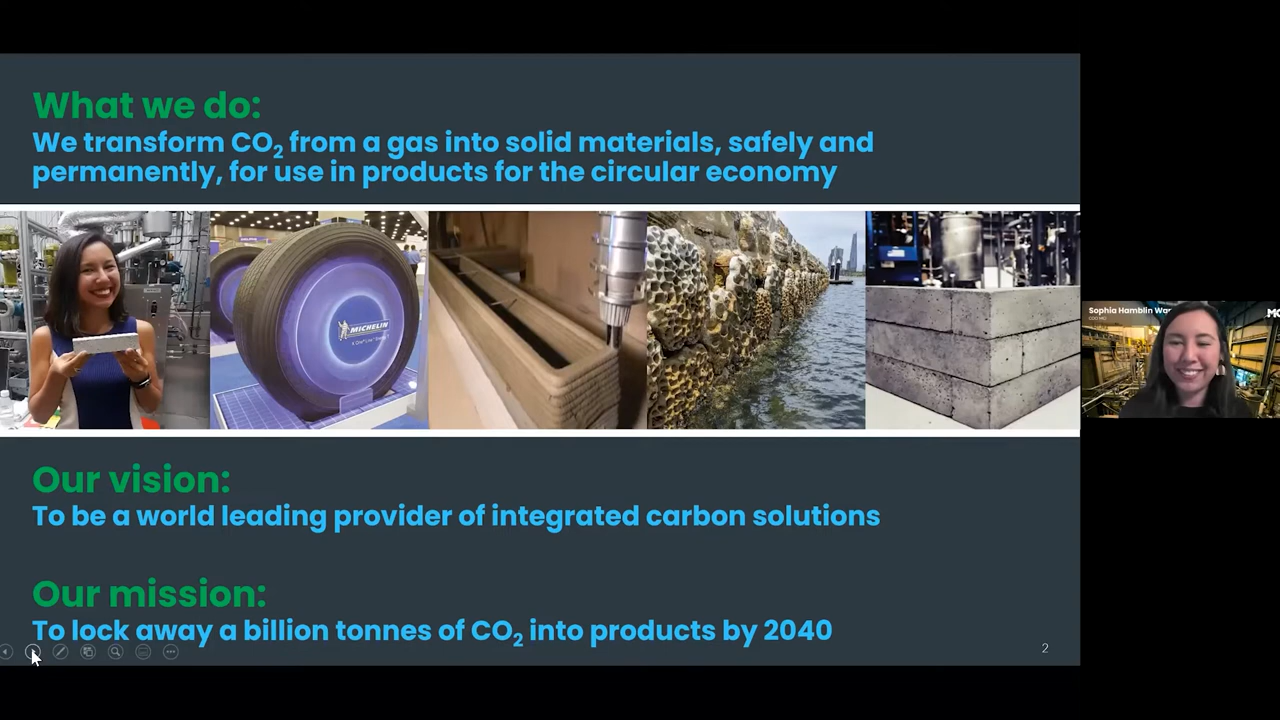 What we do:
We transform CO₂ from a gas into solid materials, safely and
permanently, for use in products for the circular economy
MICHELIN
Sophia Hamblin
Our vision:
To be a world leading provider of integrated carbon solutions
Our mission:
To lock away a billion tonnes of CO₂ into products by 2040
2